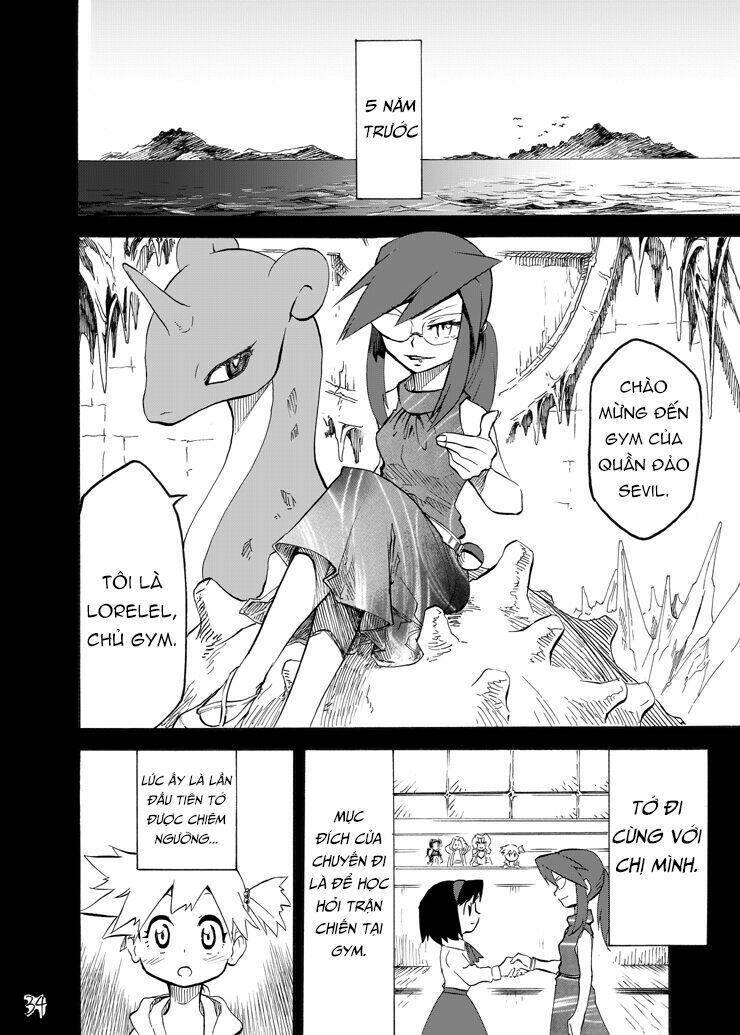 5 NĂM
TRƯỚC
CHÀO
MỪNG ĐẾN
GYM CỦA
QUẦN ĐẢO
SEVIL.
TÔI LÀ
LORELEL,
CHỦ GYM.
TỚ ĐI
CÙNG VỚI
CHỊ MÌNH.
MỤC
ĐÍCH CỦA
CHUYẾN ĐI
LÀ ĐỂ HỌC
HỎI TRẬN
CHIẾN TẠI
GYM.
LÚC ẤY LÀ LẦN
ĐẦU TIÊN TỚ
ĐƯỢC CHIÊM
NGƯỠNG...
34